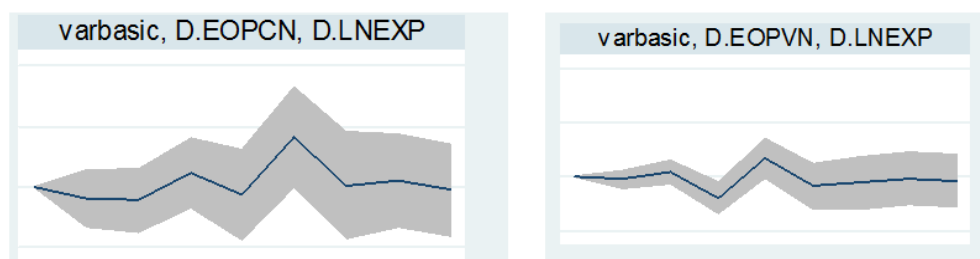 varbasic, D.EOPCN, D.LNEXP
varbasic, D.EOPVN, D.LNEXP